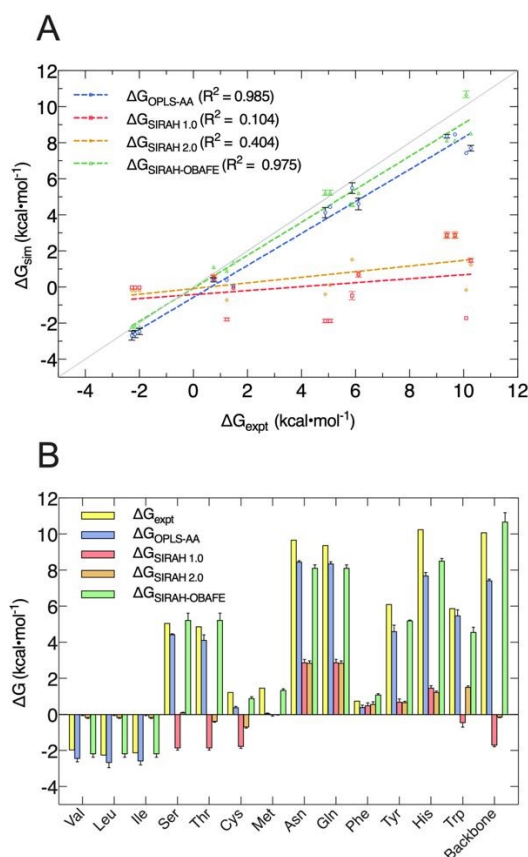 A
12
10
8
6
4
2
0
-2
-4
ΔG_OPLS-AA (R² = 0.985)
ΔG_SIRAH 1.0 (R² = 0.104)
ΔG_SIRAH 2.0 (R² = 0.404)
ΔG_SIRAH-OBAFE (R² = 0.975)
ΔG_sim (kcal•mol⁻¹)
-4 -2 0 2 4 6 8 10 12
ΔG_expt (kcal•mol⁻¹)
B
12
10
8
6
4
2
0
-2
-4
ΔG_expt
ΔG_OPLS-AA
ΔG_SIRAH 1.0
ΔG_SIRAH 2.0
ΔG_SIRAH-OBAFE
ΔG (kcal•mol⁻¹)
Val Leu Ile Ser Thr Cys Met Asn Gln Phe Tyr His Trp Backbone